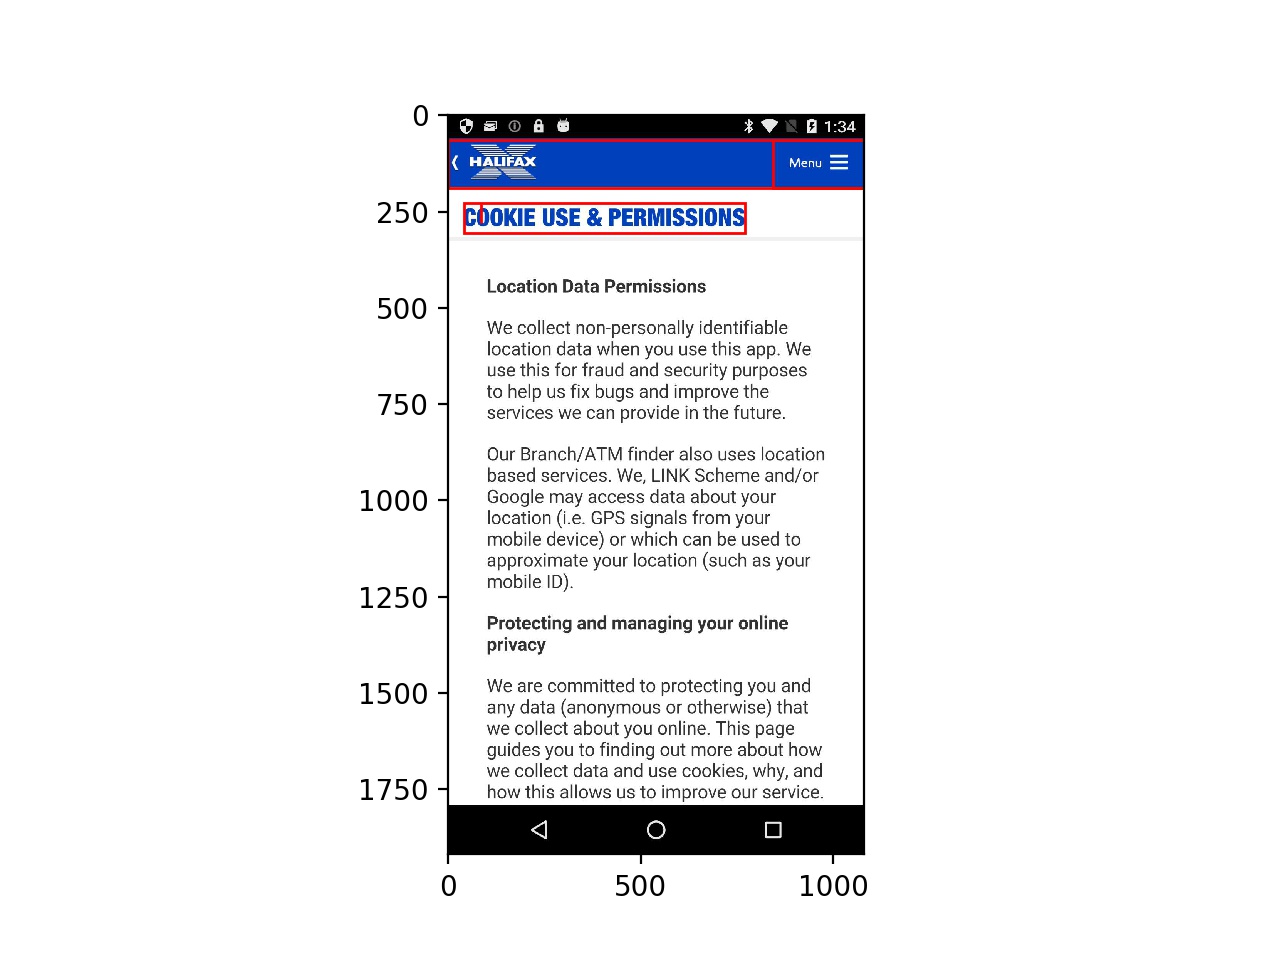 1:34
HALIFAX
Menu
COOKIE USE & PERMISSIONS
Location Data Permissions
We collect non-personally identifiable
location data when you use this app. We
use this for fraud and security purposes
to help us fix bugs and improve the
services we can provide in the future.
Our Branch/ATM finder also uses location
based services. We, LINK Scheme and/or
Google may access data about your
location (i.e. GPS signals from your
mobile device) or which can be used to
approximate your location (such as your
mobile ID).
Protecting and managing your online
privacy
We are committed to protecting you and
any data (anonymous or otherwise) that
we collect about you online. This page
guides you to finding out more about how
we collect data and use cookies, why, and
how this allows us to improve our service.
0
250
500
750
1000
1250
1500
1750
0 500 1000